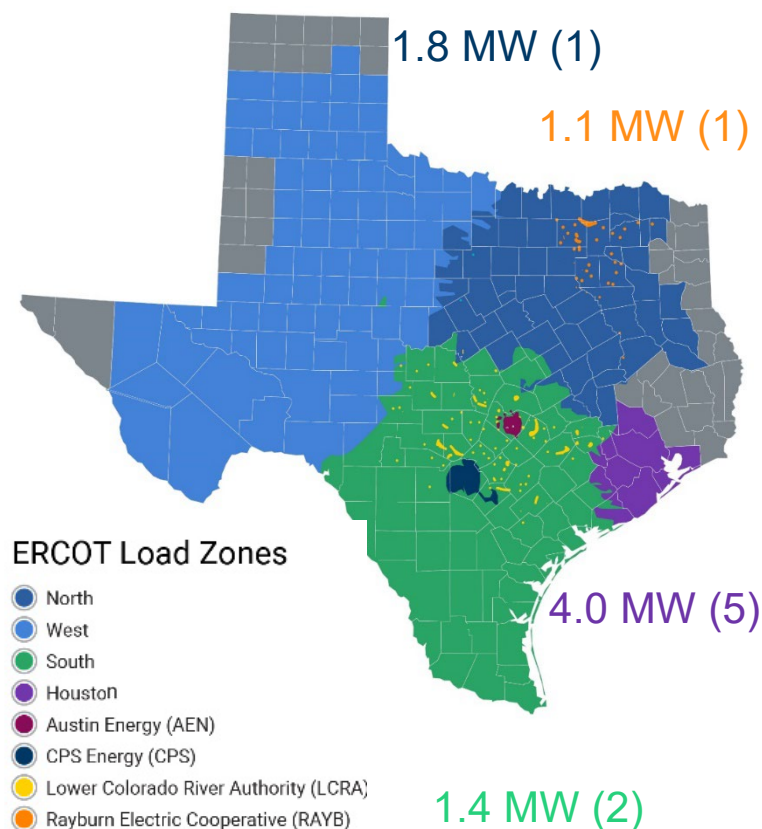 1.8 MW (1)
1.1 MW (1)
ERCOT Load Zones
North
West
South
Houston
Austin Energy (AEN)
CPS Energy (CPS)
Lower Colorado River Authority (LCRA)
Rayburn Electric Cooperative (RAYB)
4.0 MW (5)
1.4 MW (2)